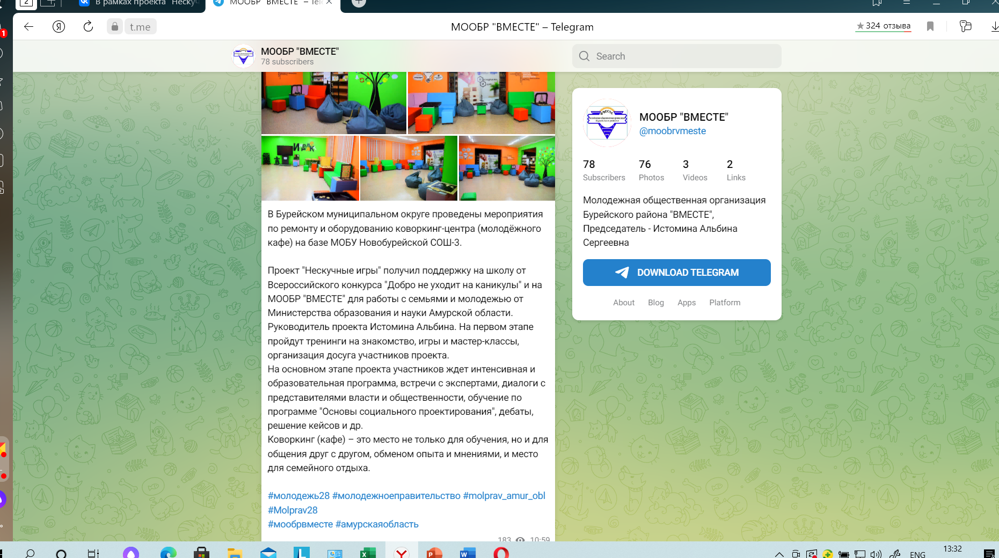 2
В рамках проекта "Неску
МООБР "ВМЕСТЕ" – Tele
1
t.me
МООБР "ВМЕСТЕ" – Telegram
324 отзыва
МООБР "ВМЕСТЕ"
78 subscribers
Search
МООБР "ВМЕСТЕ"
@moobrvmeste
78 76 3 2
Subscribers Photos Videos Links
Молодежная общественная организация
Бурейского района "ВМЕСТЕ",
Председатель - Истомина Альбина
Сергеевна
DOWNLOAD TELEGRAM
About Blog Apps Platform
В Бурейском муниципальном округе проведены мероприятия
по ремонту и оборудованию коворкинг-центра (молодёжного
кафе) на базе МОБУ Новобурейской СОШ-3.
Проект "Нескучные игры" получил поддержку на школу от
Всероссийского конкурса "Добро не уходит на каникулы" и на
МООБР "ВМЕСТЕ" для работы с семьями и молодежью от
Министерства образования и науки Амурской области.
Руководитель проекта Истомина Альбина. На первом этапе
пройдут тренинги на знакомство, игры и мастер-классы,
организация досуга участников проекта.
На основном этапе проекта участников ждет интенсивная и
образовательная программа, встречи с экспертами, диалоги с
представителями власти и общественности, обучение по
программе "Основы социального проектирования", дебаты,
решение кейсов и др.
Коворкинг (кафе) – это место не только для обучения, но и для
общения друг с другом, обменом опыта и мнениями, и место
для семейного отдыха.
#молодежь28 #молодежноеправительство #molprav_amur_obl
#Molprav28
#мообрвместе #амурскаяобласть
183 10:59
ENG
13:32